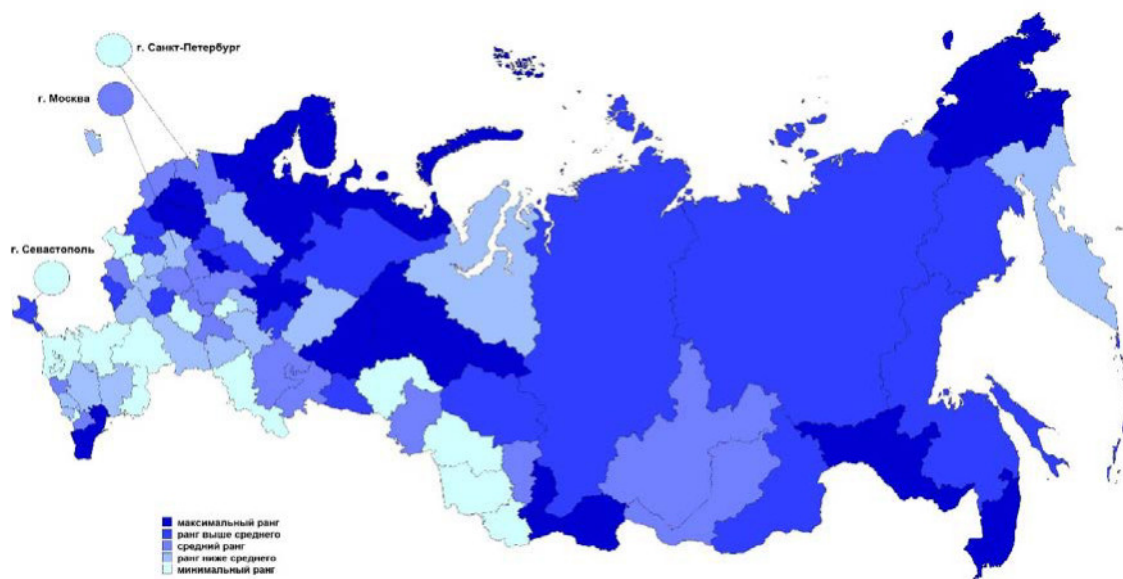 г. Санкт-Петербург
г. Москва
г. Севастополь
максимальный ранг
ранг выше среднего
средний ранг
ранг ниже среднего
минимальный ранг